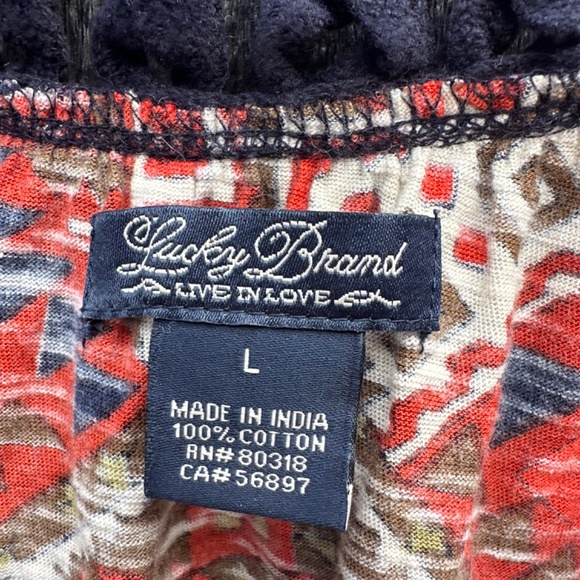 Lucky Brand
LIVE IN LOVE
L
MADE IN INDIA
100% COTTON
RN#80318
CA#56897